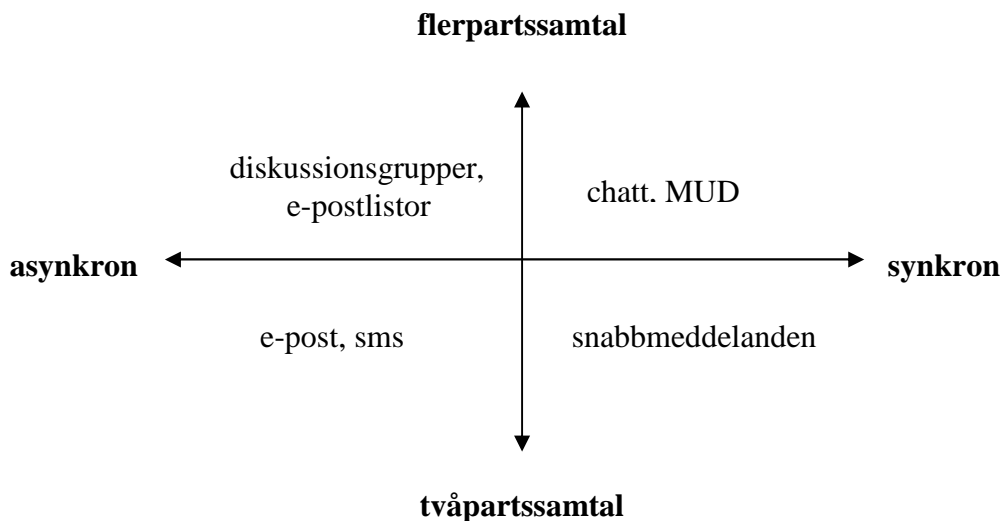 flerpartssamtal
diskussionsgrupper,
e-postlistor
chatt, MUD
asynkron
synkron
e-post, sms
snabbmeddelanden
tvåpartssamtal